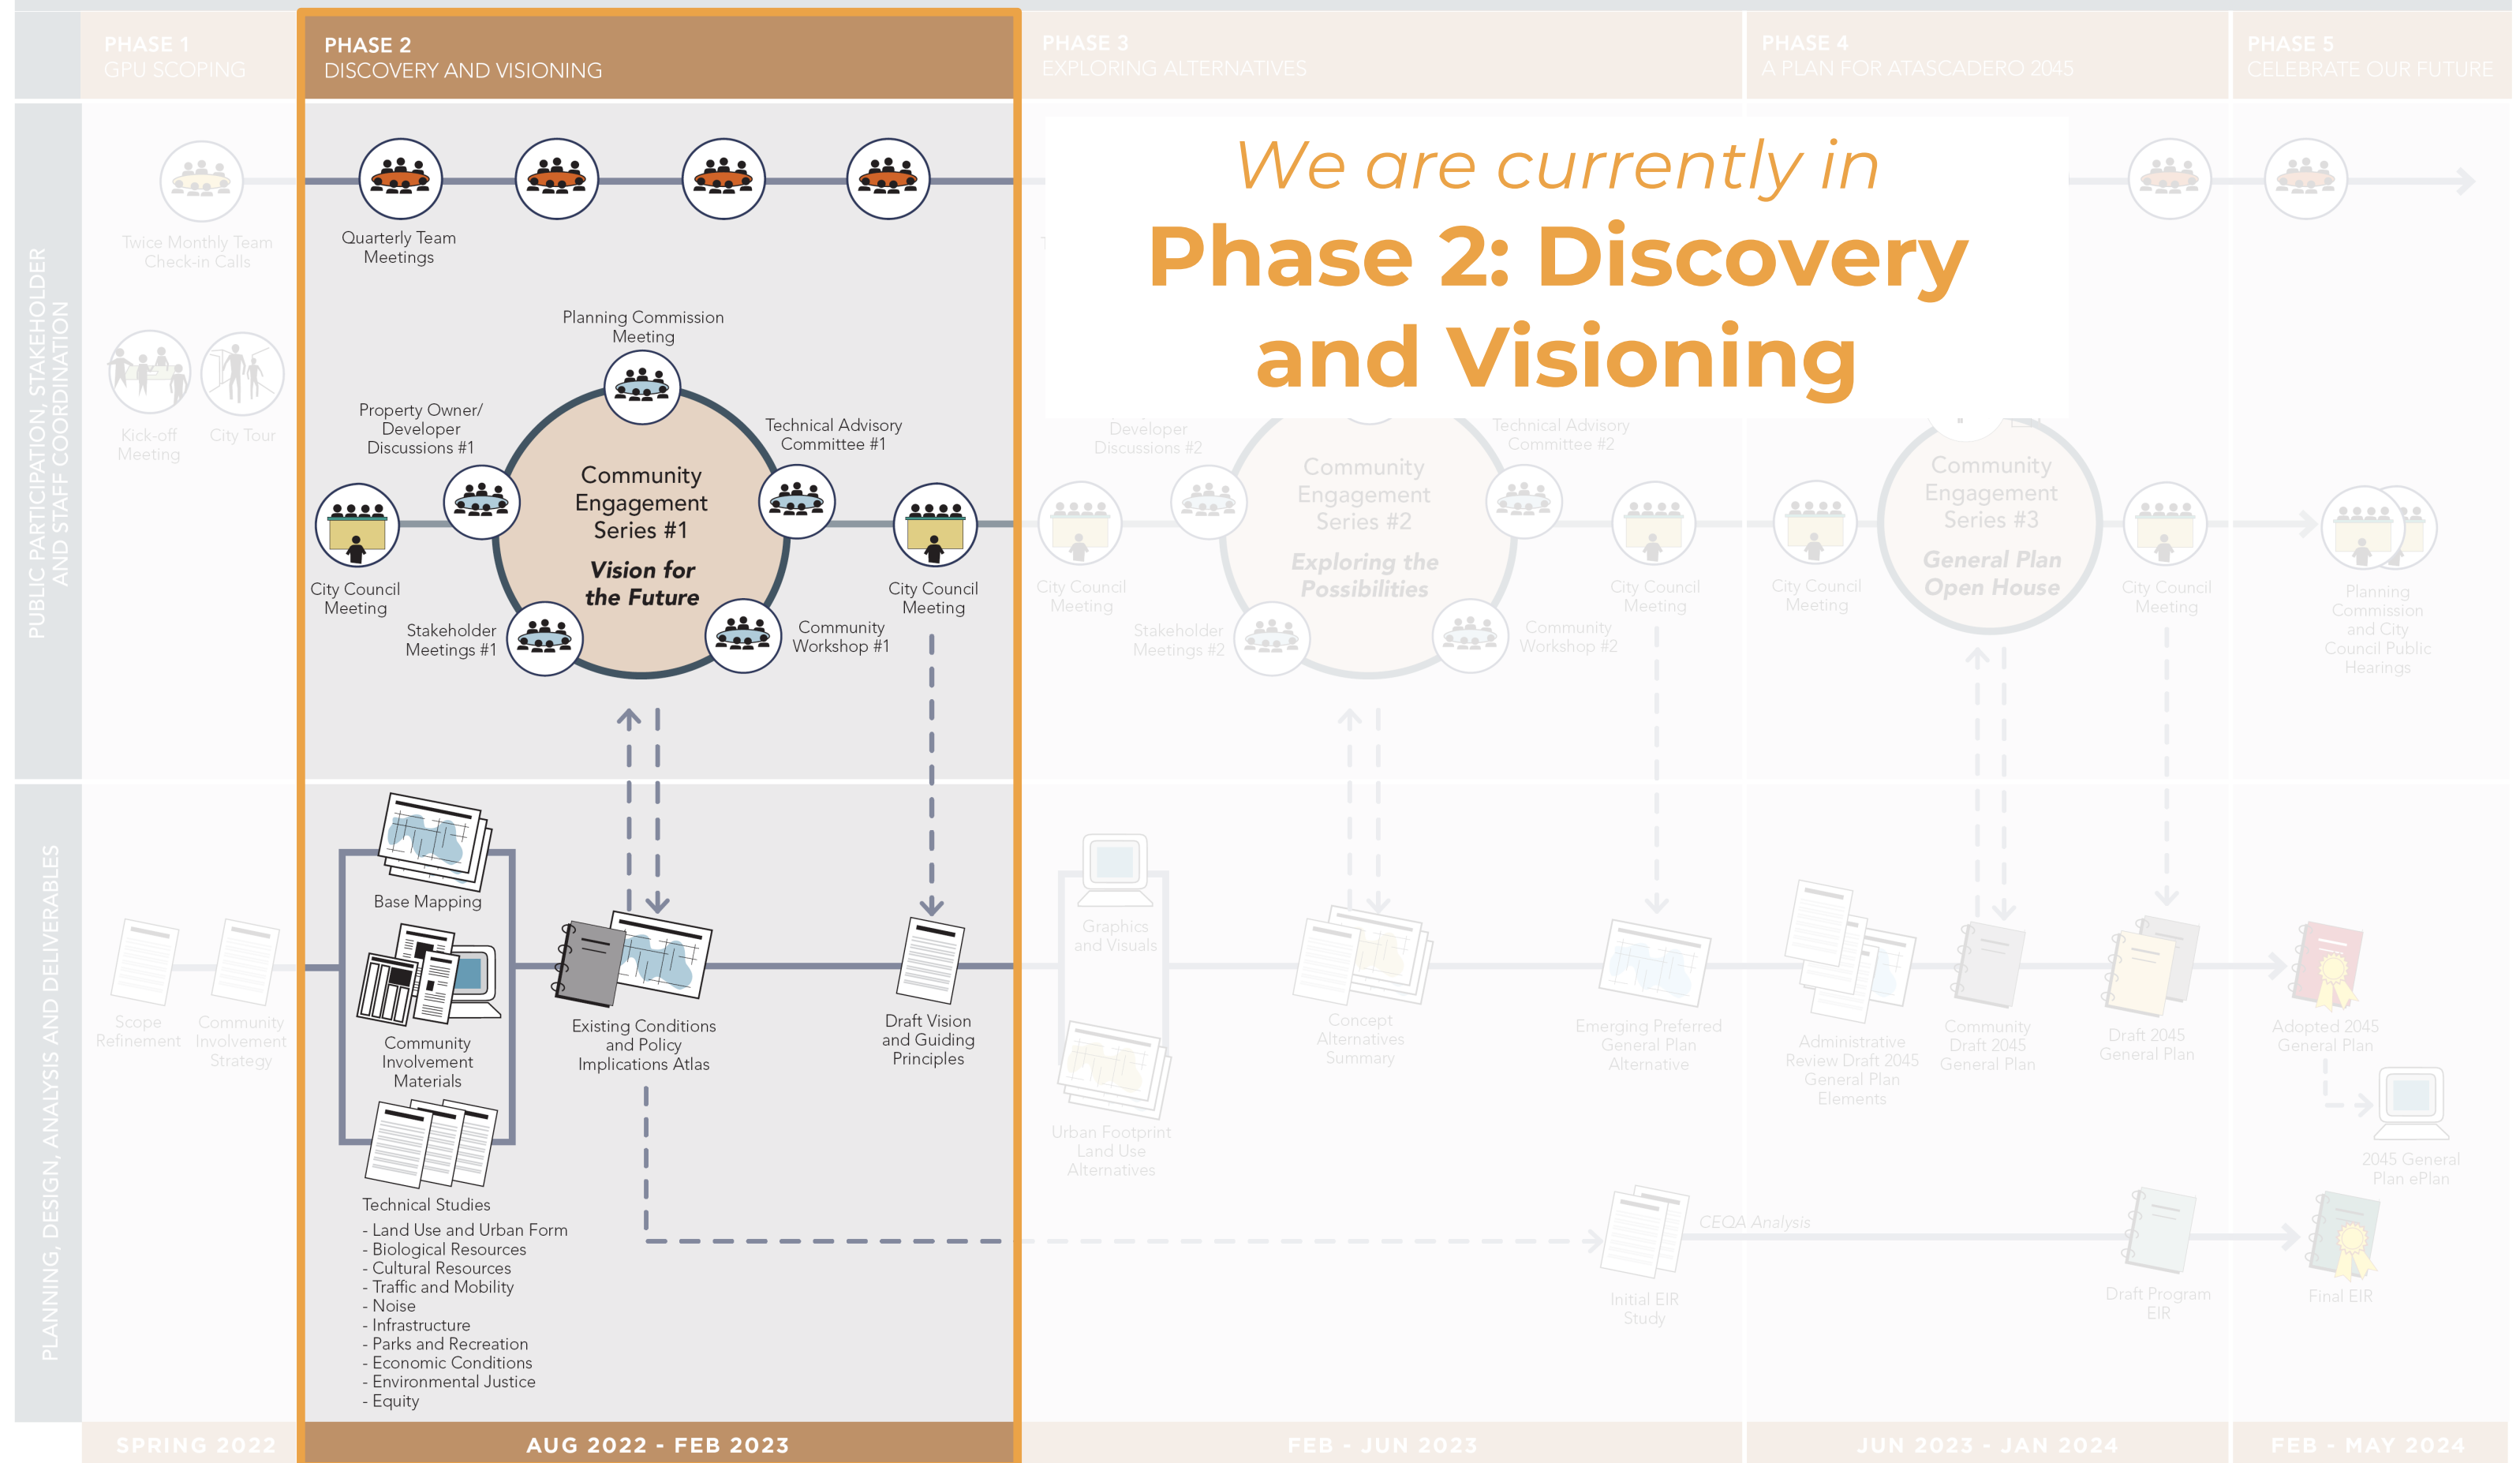 PHASE 1
GPU SCOPING
PHASE 2
DISCOVERY AND VISIONING
PHASE 3
EXPLORING ALTERNATIVES
PHASE 4
A PLAN FOR ATASCADERO 2045
PHASE 5
CELEBRATE OUR FUTURE
PUBLIC PARTICIPATION, STAKEHOLDER
AND STAFF COORDINATION
Twice Monthly Team
Check-in Calls
Kick-off
Meeting
City Tour
Quarterly Team
Meetings
Planning Commission
Meeting
Property Owner/
Developer
Discussions #1
Technical Advisory
Committee #1
Community
Engagement
Series #1
Vision for
the Future
City Council
Meeting
City Council
Meeting
Stakeholder
Meetings #1
Community
Workshop #1
We are currently in
Phase 2: Discovery
and Visioning
Developer
Discussions #2
Technical Advisory
Committee #2
Community
Engagement
Series #2
Exploring the
Possibilities
City Council
Meeting
City Council
Meeting
Stakeholder
Meetings #2
Community
Workshop #2
City Council
Meeting
Community
Engagement
Series #3
General Plan
Open House
City Council
Meeting
Planning
Commission
and City
Council Public
Hearings
PLANNING, DESIGN, ANALYSIS AND DELIVERABLES
Scope
Refinement
Community
Involvement
Strategy
Base Mapping
Community
Involvement
Materials
Technical Studies
- Land Use and Urban Form
- Biological Resources
- Cultural Resources
- Traffic and Mobility
- Noise
- Infrastructure
- Parks and Recreation
- Economic Conditions
- Environmental Justice
- Equity
Existing Conditions
and Policy
Implications Atlas
Draft Vision
and Guiding
Principles
Graphics
and Visuals
Urban Footprint
Land Use
Alternatives
Concept
Alternatives
Summary
Emerging Preferred
General Plan
Alternative
Administrative
Review Draft 2045
General Plan
Elements
Community
Draft 2045
General Plan
Draft 2045
General Plan
Adopted 2045
General Plan
2045 General
Plan ePlan
Initial EIR
Study
CEQA Analysis
Draft Program
EIR
Final EIR
SPRING 2022
AUG 2022 - FEB 2023
FEB - JUN 2023
JUN 2023 - JAN 2024
FEB - MAY 2024